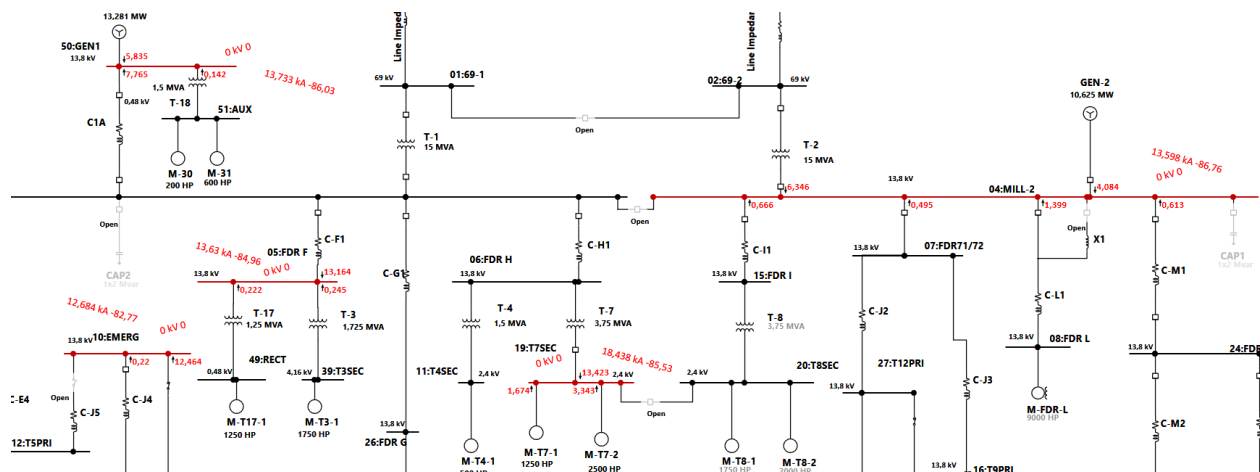 13,281 MW
50:GEN1
13,8 kV
5,835
7,765
0 kV 0
0,142
13,733 kA -86,03
1,5 MVA
0,48 kV
T-18
51:AUX
C1A
M-30
200 HP
M-31
600 HP
Line Impedar
69 kV
01:69-1
T-1
15 MVA
Open
Line Impedar
02:69-2
69 kV
T-2
15 MVA
GEN-2
10,625 MW
13,598 kA -86,76
0 kV 0
13,8 kV
6,346
04:MILL-2
4,084
0,666
0,495
1,399
0,613
Open
Open
Open
CAP2
1x2 Mvar
C-F1
05:FDR F
13,63 kA -84,96
0 kV 0
13,8 kV
13,164
0,222
0,245
T-17
1,25 MVA
T-3
1,725 MVA
49:RECT
0,48 kV
39:T3SEC
4,16 kV
M-T17-1
1250 HP
M-T3-1
1750 HP
12,684 kA -82,77
0 kV 0
10:EMERG
13,8 kV
0,22
12,464
Open
C-E4
C-J5
C-J4
12:T5PRI
C-G1
13,8 kV
26:FDR G
C-H1
06:FDR H
13,8 kV
T-4
1,5 MVA
T-7
3,75 MVA
11:T4SEC
2,4 kV
19:T7SEC
0 kV 0
18,438 kA -85,53
13,423
2,4 kV
1,674
3,343
Open
M-T4-1
M-T7-1
1250 HP
M-T7-2
2500 HP
C-I1
13,8 kV
15:FDR I
T-8
3,75 MVA
2,4 kV
20:T8SEC
M-T8-1
1750 HP
M-T8-2
2000 HP
13,8 kV
07:FDR71/72
C-J2
27:T12PRI
13,8 kV
C-J3
13,8 kV
16:T9PRI
X1
C-L1
13,8 kV
08:FDR L
M-FDR-L
9000 HP
C-M1
13,8 kV
C-M2
CAP1
1x2 Mvar